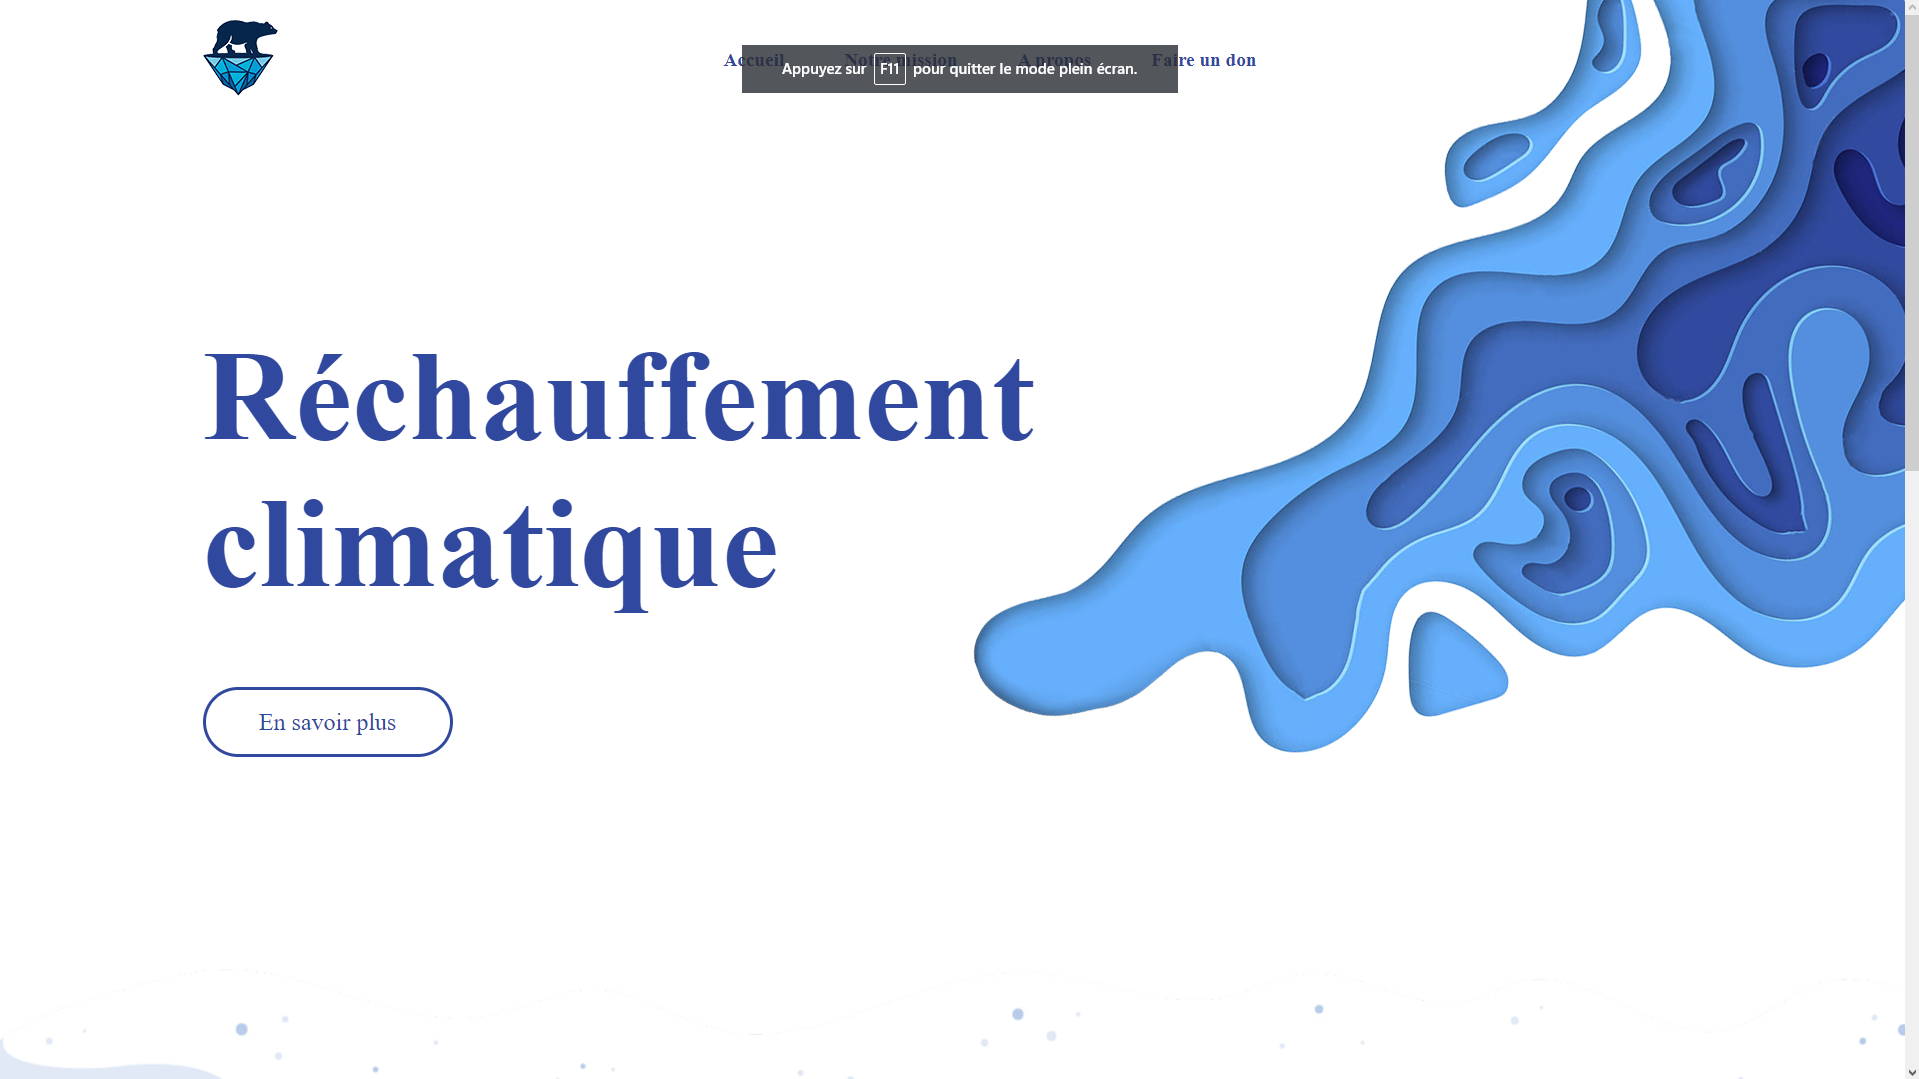 Accueil Notre mission A propos Faire un don
Appuyez sur F11 pour quitter le mode plein écran.
Réchauffement
climatique
En savoir plus